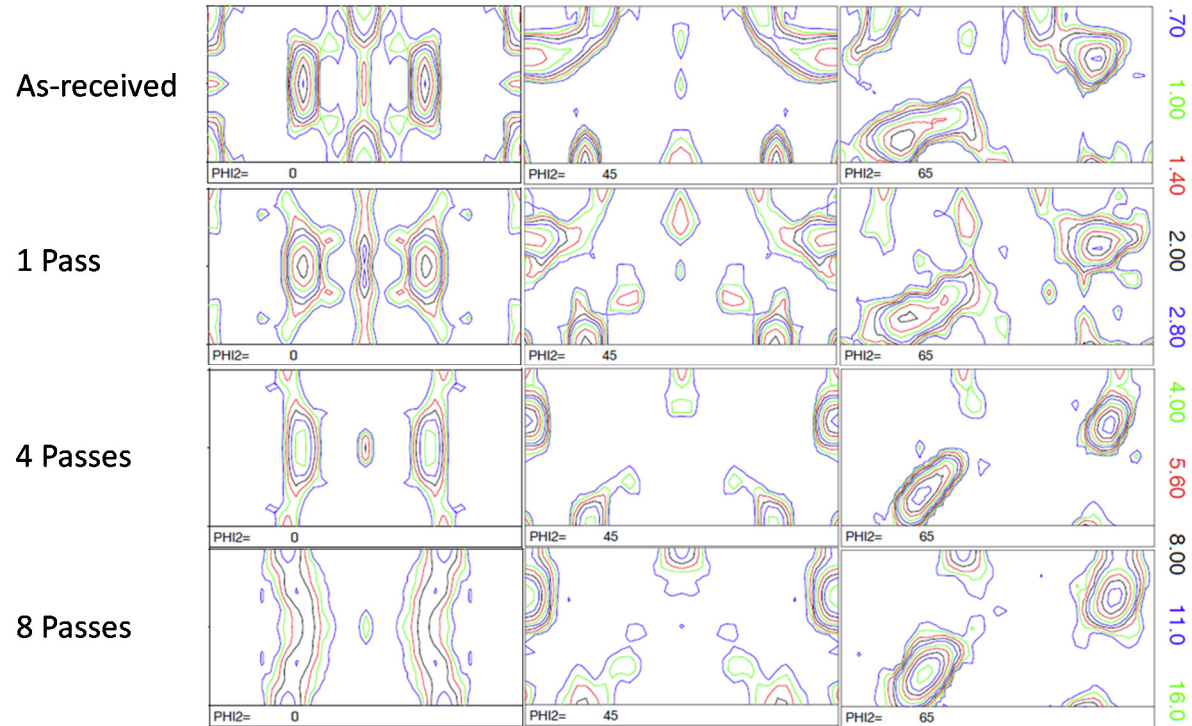 As-received
PHI2= 0
PHI2= 45
PHI2= 65
1 Pass
PHI2= 0
PHI2= 45
PHI2= 65
4 Passes
PHI2= 0
PHI2= 45
PHI2= 65
8 Passes
PHI2= 0
PHI2= 45
PHI2= 65
.70
1.00
1.40
2.00
2.80
4.00
5.60
8.00
11.0
16.0